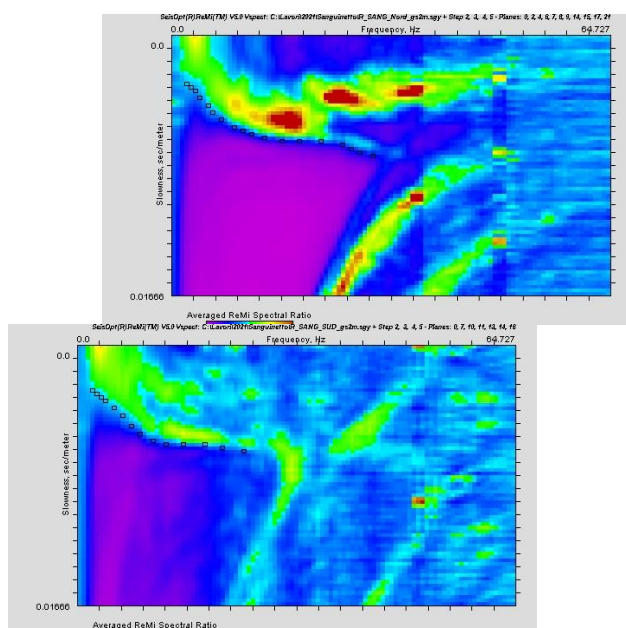 SeisOpt(R)ReMi(TM) V5.0 Vspect: C:\Lavori\2021\Sanguinetto\R_SANG_Nord_gs2m.sgy + Step 2, 3, 4, 5 - Planes: 0, 2, 4, 6, 7, 8, 9, 14, 15, 17, 21
0.0 Frequency, Hz 64.727
0.0
Slowness, sec/meter
0.01666
Averaged ReMi Spectral Ratio
SeisOpt(R)ReMi(TM) V5.0 Vspect: C:\Lavori\2021\Sanguinetto\R_SANG_SUD_gs2m.sgy + Step 2, 3, 4, 5 - Planes: 0, 7, 10, 11, 13, 14, 16
0.0 Frequency, Hz 64.727
0.0
Slowness, sec/meter
0.01666
Averaged ReMi Spectral Ratio